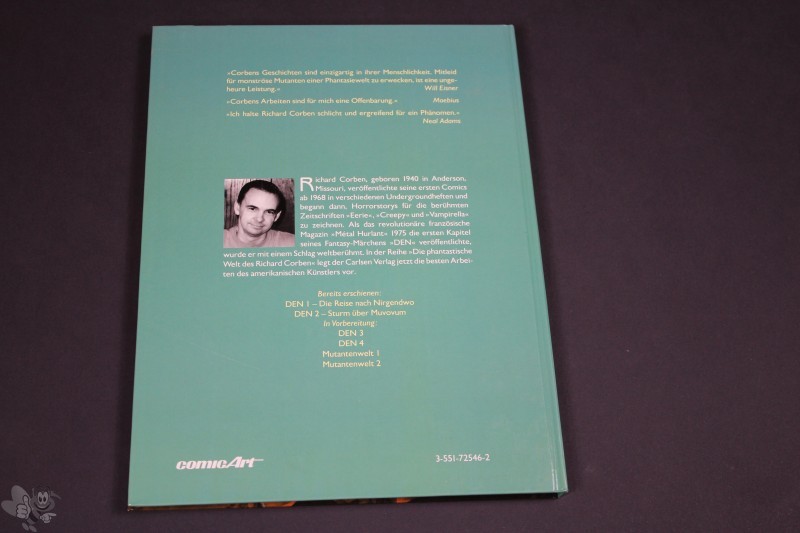 »Corbens Geschichten sind einzigartig in ihrer Menschlichkeit. Mitleid
für monströse Mutanten einer Phantasiewelt zu erwecken, ist eine unge-
heure Leistung.« Will Eisner
»Corbens Arbeiten sind für mich eine Offenbarung.« Moebius
»Ich halte Richard Corben schlicht und ergreifend für ein Phänomen.«
Neal Adams
Richard Corben, geboren 1940 in Anderson,
Missouri, veröffentlichte seine ersten Comics
ab 1968 in verschiedenen Undergroundheften und
begann dann, Horrorstorys für die berühmten
Zeitschriften »Eerie«, »Creepy« und »Vampirella«
zu zeichnen. Als das revolutionäre französische
Magazin »Métal Hurlant« 1975 die ersten Kapitel
seines Fantasy-Märchens »DEN« veröffentlichte,
wurde er mit einem Schlag weltberühmt. In der Reihe »Die phantastische
Welt des Richard Corben« legt der Carlsen Verlag jetzt die besten Arbei-
ten des amerikanischen Künstlers vor.
Bereits erschienen:
DEN 1 – Die Reise nach Nirgendwo
DEN 2 – Sturm über Muvovum
In Vorbereitung:
DEN 3
DEN 4
Mutantenwelt 1
Mutantenwelt 2
comicArt
3-551-72546-2